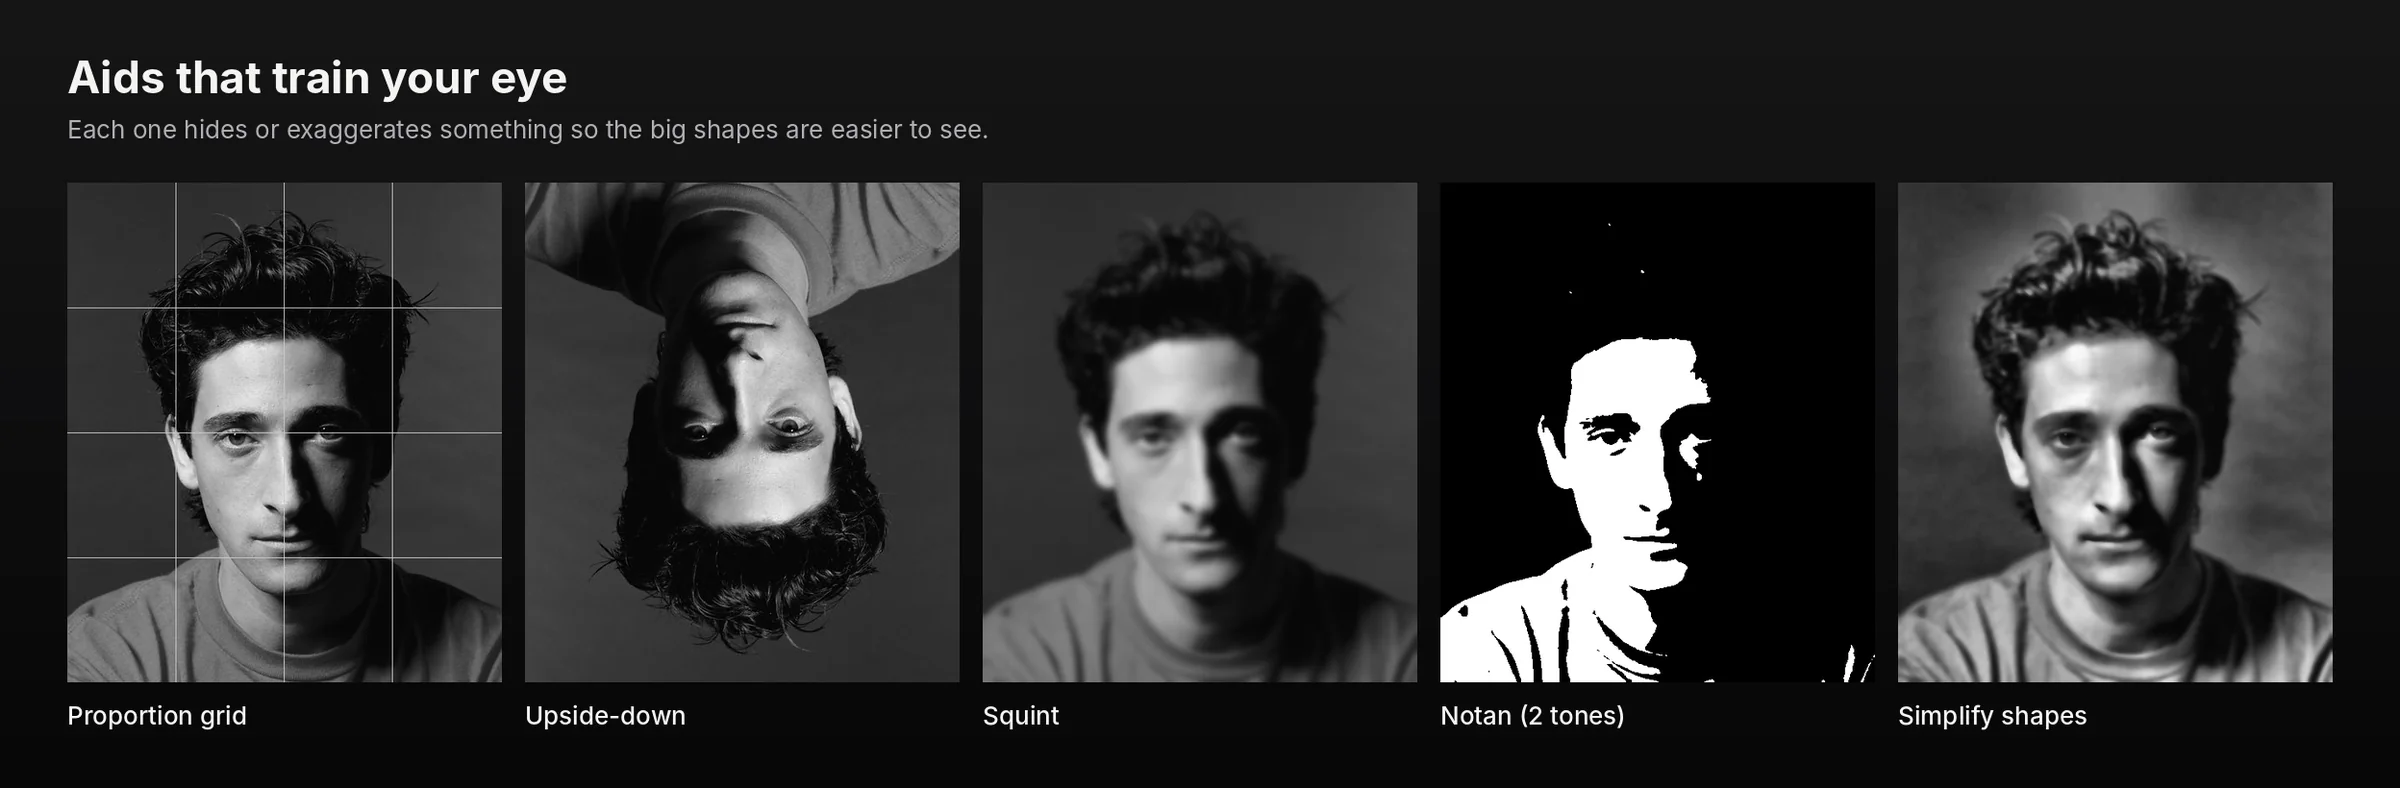 Aids that train your eye
Each one hides or exaggerates something so the big shapes are easier to see.
Proportion grid
Upside-down
Squint
Notan (2 tones)
Simplify shapes